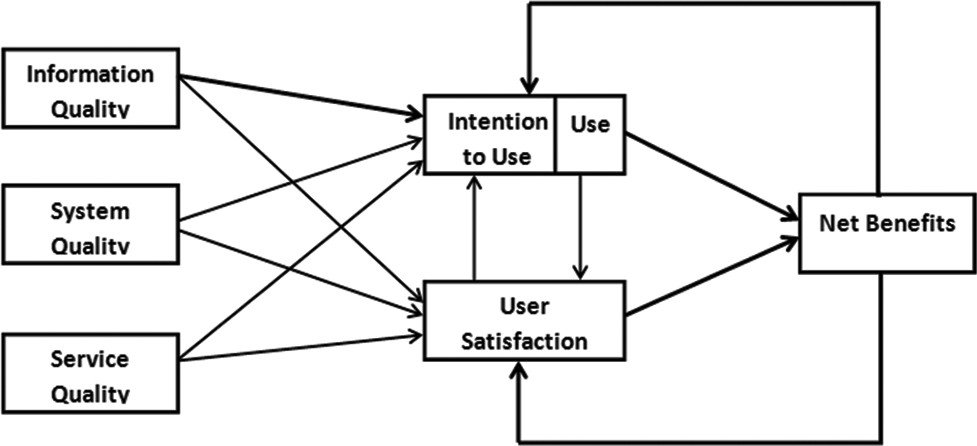 Information
Quality
System
Quality
Service
Quality
Intention
to Use
Use
User
Satisfaction
Net Benefits